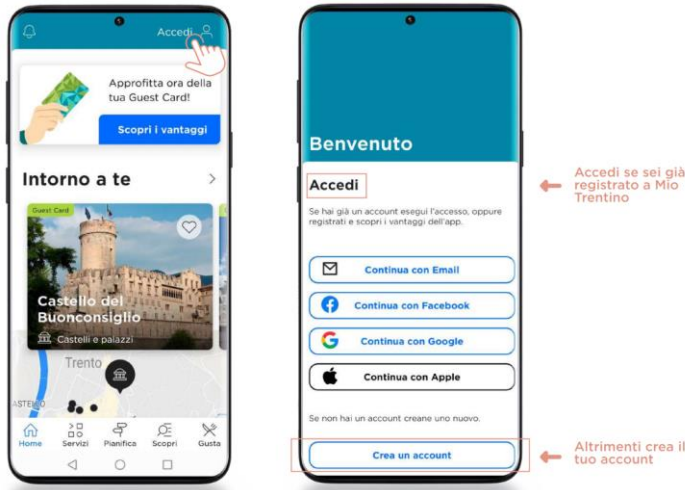 Accedi
Approfitta ora della
tua Guest Card!
Scopri i vantaggi
Intorno a te
Guest Card
Castello del
Buonconsiglio
Castelli e palazzi
Trento
Home
Servizi
Pianifica
Scopri
Gusta
Benvenuto
Accedi
Se hai già un account esegui l'accesso, oppure
registrati e scopri i vantaggi dell'app.
Continua con Email
Continua con Facebook
Continua con Google
Continua con Apple
Se non hai un account creane uno nuovo.
Crea un account
Accedi se sei già
registrato a Mio
Trentino
Altrimenti crea il
tuo account